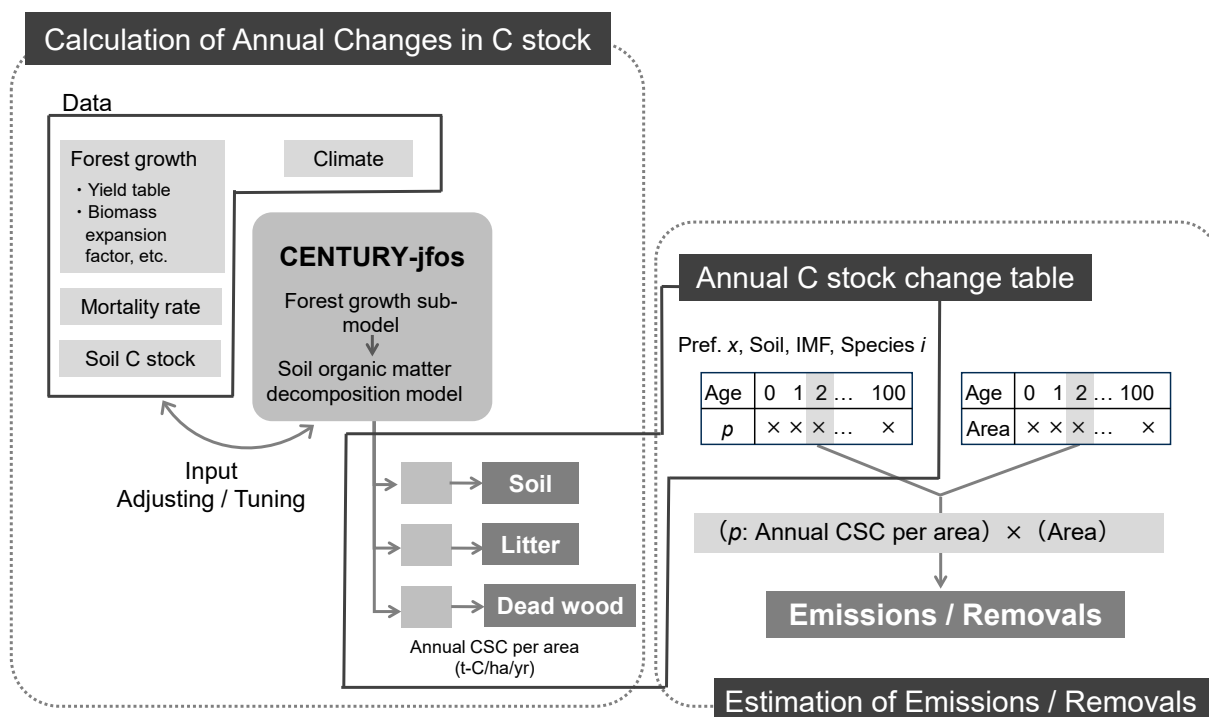 Calculation of Annual Changes in C stock
Data
Forest growth
・Yield table
・Biomass
expansion
factor, etc.
Climate
Mortality rate
Soil C stock
CENTURY-jfos
Forest growth sub-
model
Soil organic matter
decomposition model
Input
Adjusting / Tuning
Soil
Litter
Dead wood
Annual CSC per area
(t-C/ha/yr)
Annual C stock change table
Pref. x, Soil, IMF, Species i
Age 0 1 2 ... 100
p × × × ... ×
Age 0 1 2 ... 100
Area × × × ... ×
（p: Annual CSC per area）×（Area）
Emissions / Removals
Estimation of Emissions / Removals